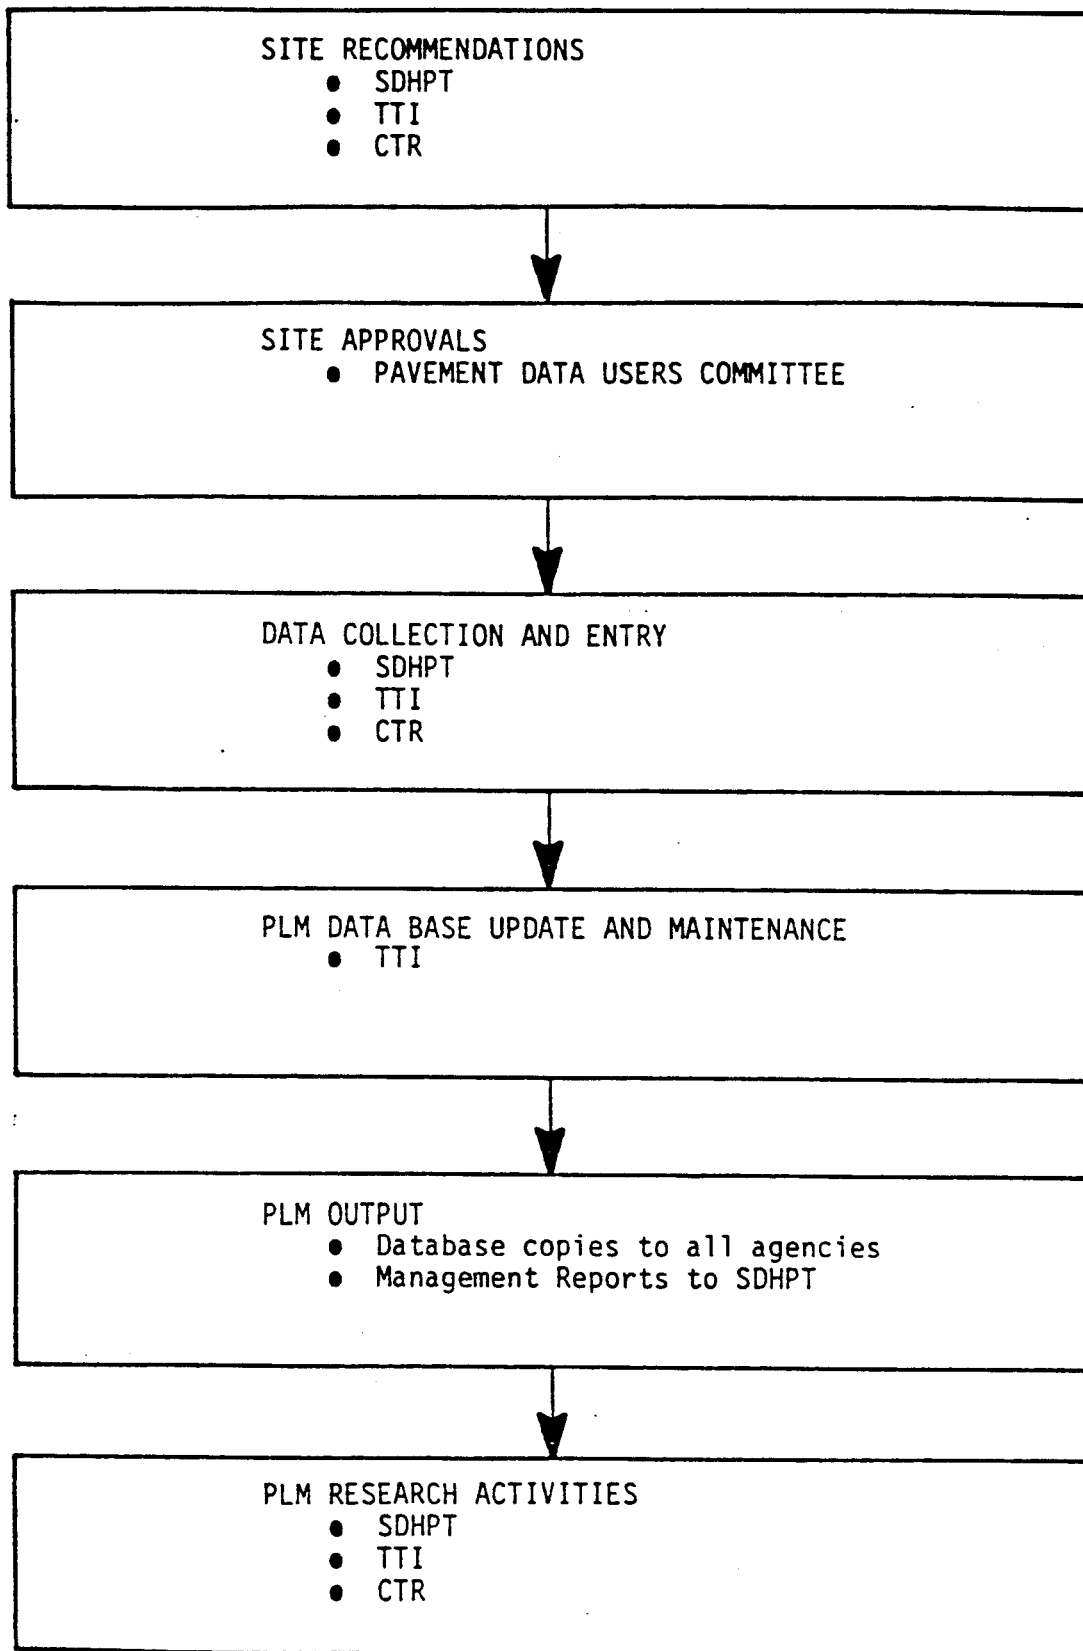 SITE RECOMMENDATIONS
● SDHPT
● TTI
● CTR
SITE APPROVALS
● PAVEMENT DATA USERS COMMITTEE
DATA COLLECTION AND ENTRY
● SDHPT
● TTI
● CTR
PLM DATA BASE UPDATE AND MAINTENANCE
● TTI
PLM OUTPUT
● Database copies to all agencies
● Management Reports to SDHPT
PLM RESEARCH ACTIVITIES
● SDHPT
● TTI
● CTR